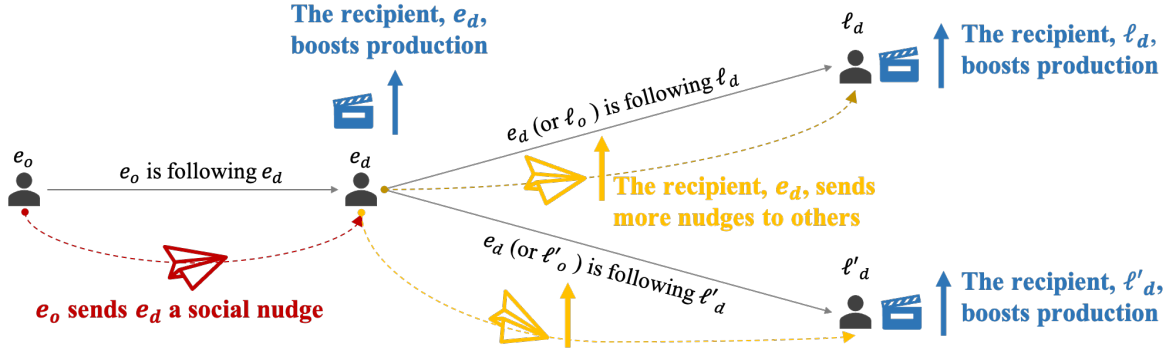 The recipient, e_d,
boosts production
ℓ_d
The recipient, ℓ_d,
boosts production
e_d (or ℓ_o ) is following ℓ_d
e_o
e_o is following e_d
e_d
The recipient, e_d, sends
more nudges to others
e_d (or ℓ'_o ) is following ℓ'_d
ℓ'_d
The recipient, ℓ'_d,
boosts production
e_o sends e_d a social nudge